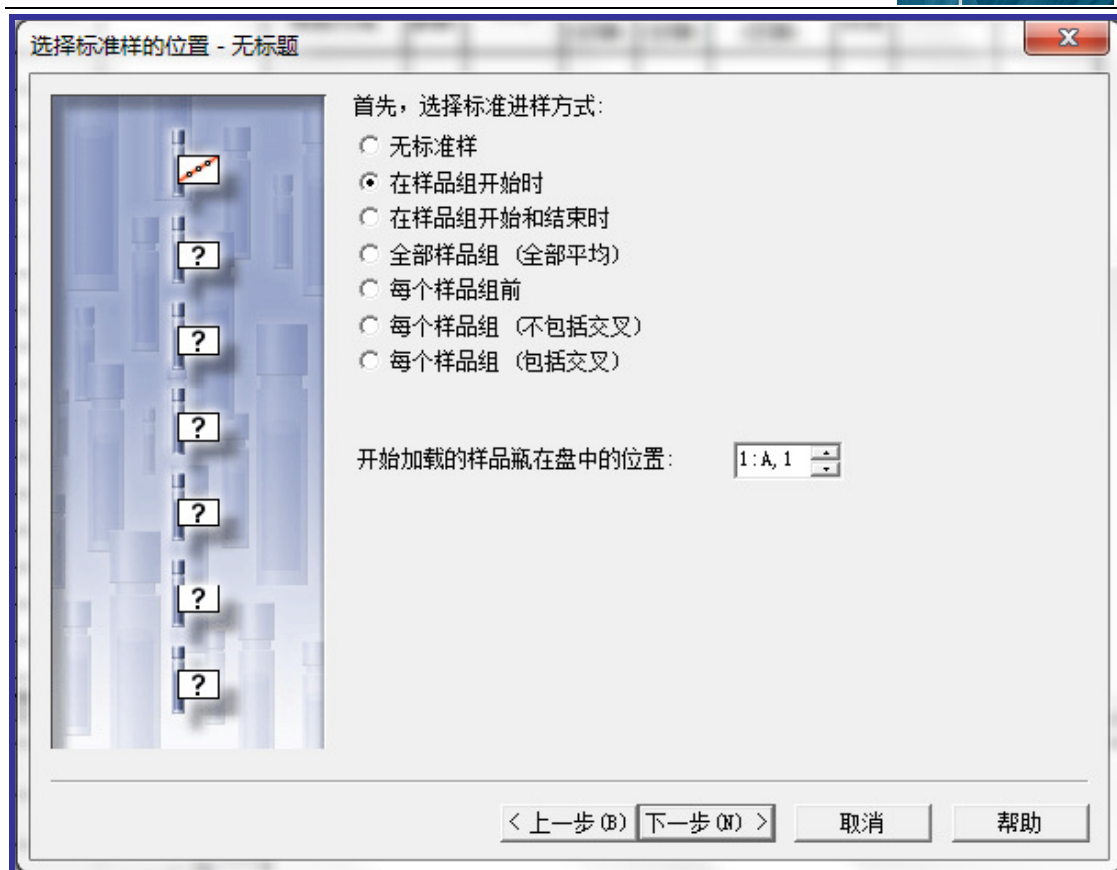 选择标准样的位置 - 无标题
首先，选择标准进样方式:
无标准样
在样品组开始时
在样品组开始和结束时
全部样品组 (全部平均)
每个样品组前
每个样品组 (不包括交叉)
每个样品组 (包括交叉)
开始加载的样品瓶在盘中的位置: 1:A,1
?
?
?
?
?
?
< 上一步(B) 下一步(N) > 取消 帮助